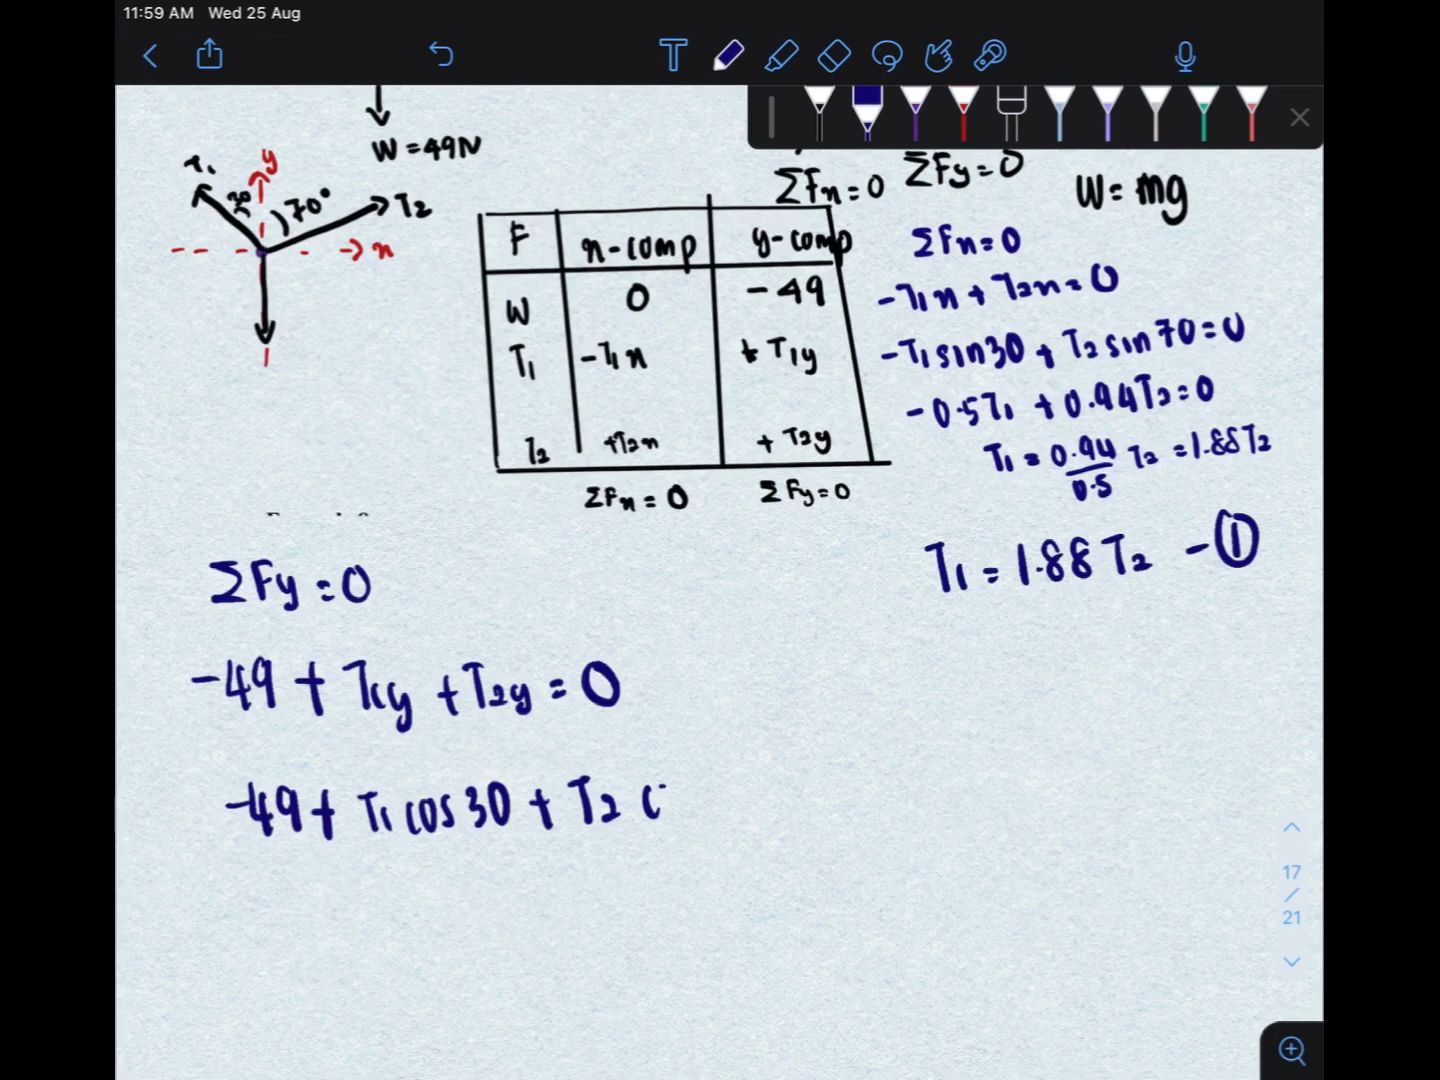 11:59 AM Wed 25 Aug
W = 49N
T₁
y
30
70°
T₂
x
ΣFx = 0 ΣFy = 0
W = mg
F x-comp y-comp
W 0 -49
T₁ -T₁x + T₁y
T₂ +T₂x + T₂y
ΣFx = 0 ΣFy = 0
ΣFx = 0
-T₁x + T₂x = 0
-T₁ sin30 + T₂ sin70 = 0
-0.5T₁ + 0.94T₂ = 0
T₁ = 0.94/0.5 T₂ = 1.88T₂
T₁ = 1.88 T₂ - ①
ΣFy = 0
-49 + T₁y + T₂y = 0
-49 + T₁ cos 30 + T₂ c
17
/
21